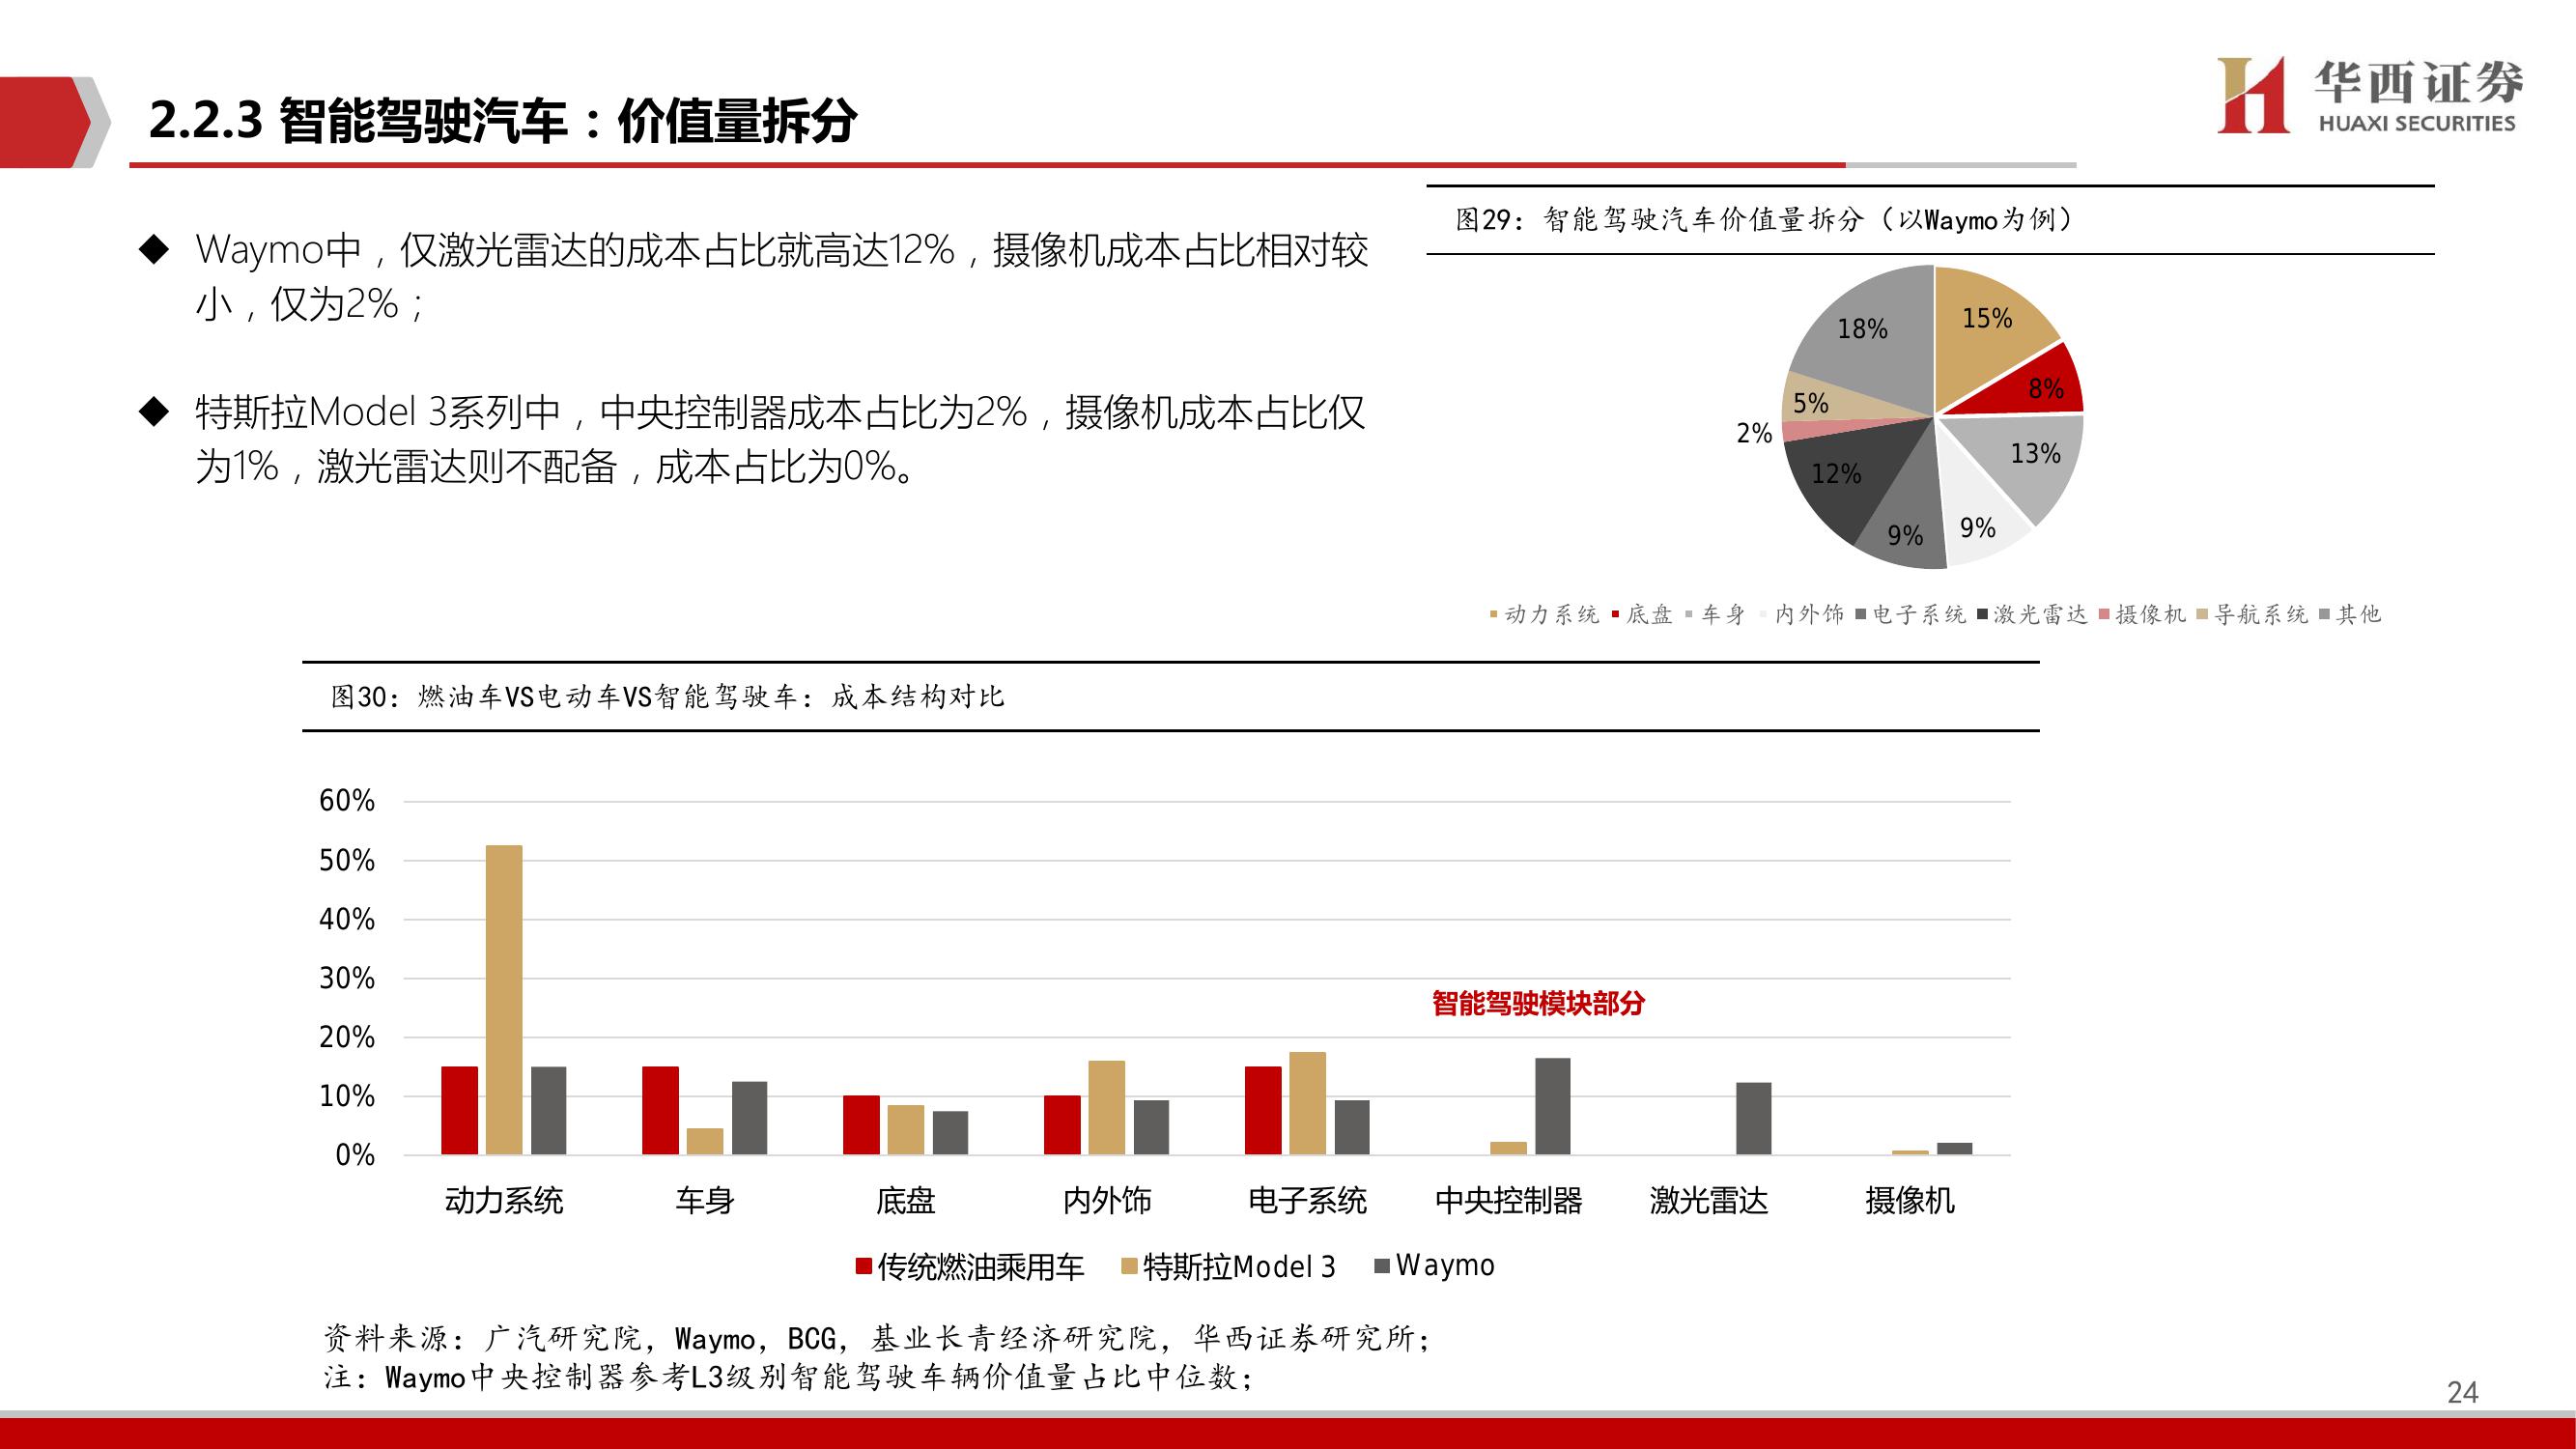 2.2.3 智能驾驶汽车：价值量拆分
华西证券
HUAXI SECURITIES
◆ Waymo中，仅激光雷达的成本占比就高达12%，摄像机成本占比相对较
小，仅为2%；
◆ 特斯拉Model 3系列中，中央控制器成本占比为2%，摄像机成本占比仅
为1%，激光雷达则不配备，成本占比为0%。
图29：智能驾驶汽车价值量拆分（以Waymo为例）
15%
8%
13%
9%
9%
12%
2%
5%
18%
动力系统 底盘 车身 内外饰 电子系统 激光雷达 摄像机 导航系统 其他
图30：燃油车VS电动车VS智能驾驶车：成本结构对比
60%
50%
40%
30%
20%
10%
0%
智能驾驶模块部分
动力系统 车身 底盘 内外饰 电子系统 中央控制器 激光雷达 摄像机
传统燃油乘用车 特斯拉Model 3 Waymo
资料来源：广汽研究院，Waymo，BCG，基业长青经济研究院，华西证券研究所；
注：Waymo中央控制器参考L3级别智能驾驶车辆价值量占比中位数；
24